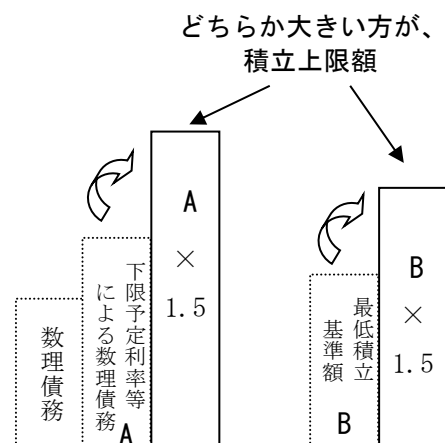 どちらか大きい方が、
積立上限額
数理債務
下限予定利率等
による数理債務
A
A
×
1.5
最低積立
基準額
B
B
×
1.5